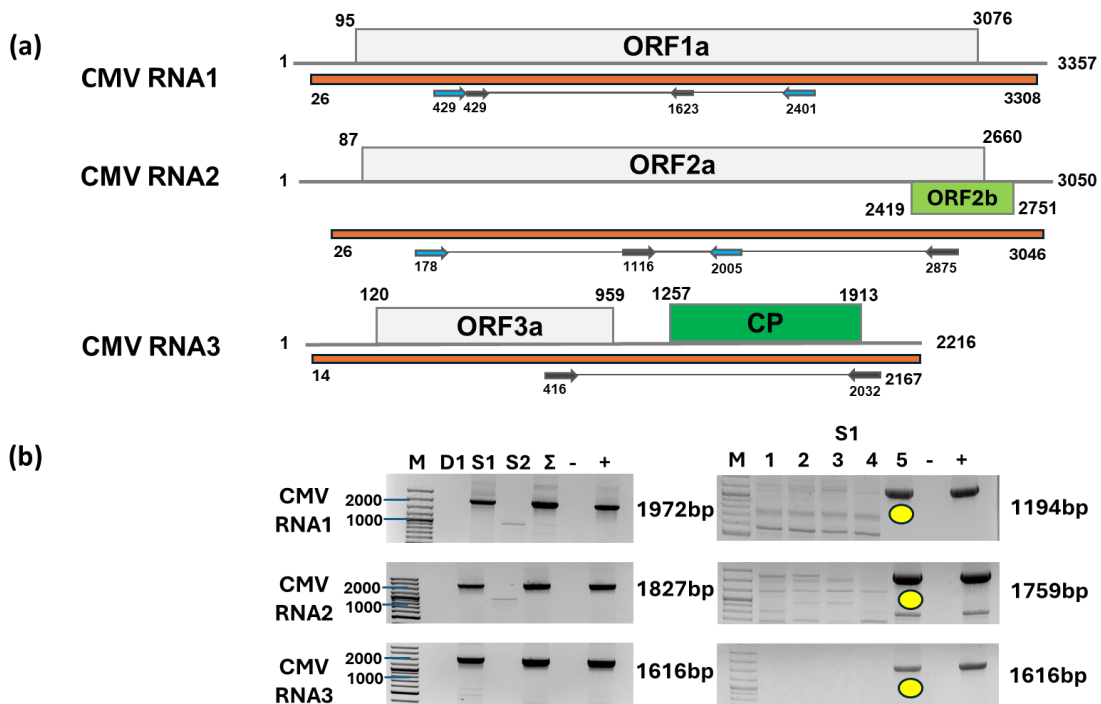 (a)
95
3076
ORF1a
1
3357
CMV RNA1
26
3308
429
429
1623
2401
87
2660
ORF2a
1
3050
CMV RNA2
ORF2b
2419
2751
26
3046
178
1116
2005
2875
120
959
1257
1913
ORF3a
CP
1
2216
CMV RNA3
14
2167
416
2032
(b)
S1
M D1 S1 S2 Σ - +
M 1 2 3 4 5 - +
CMV
RNA1
2000
1000
1972bp
1194bp
CMV
RNA2
2000
1000
1827bp
1759bp
CMV
RNA3
2000
1000
1616bp
1616bp